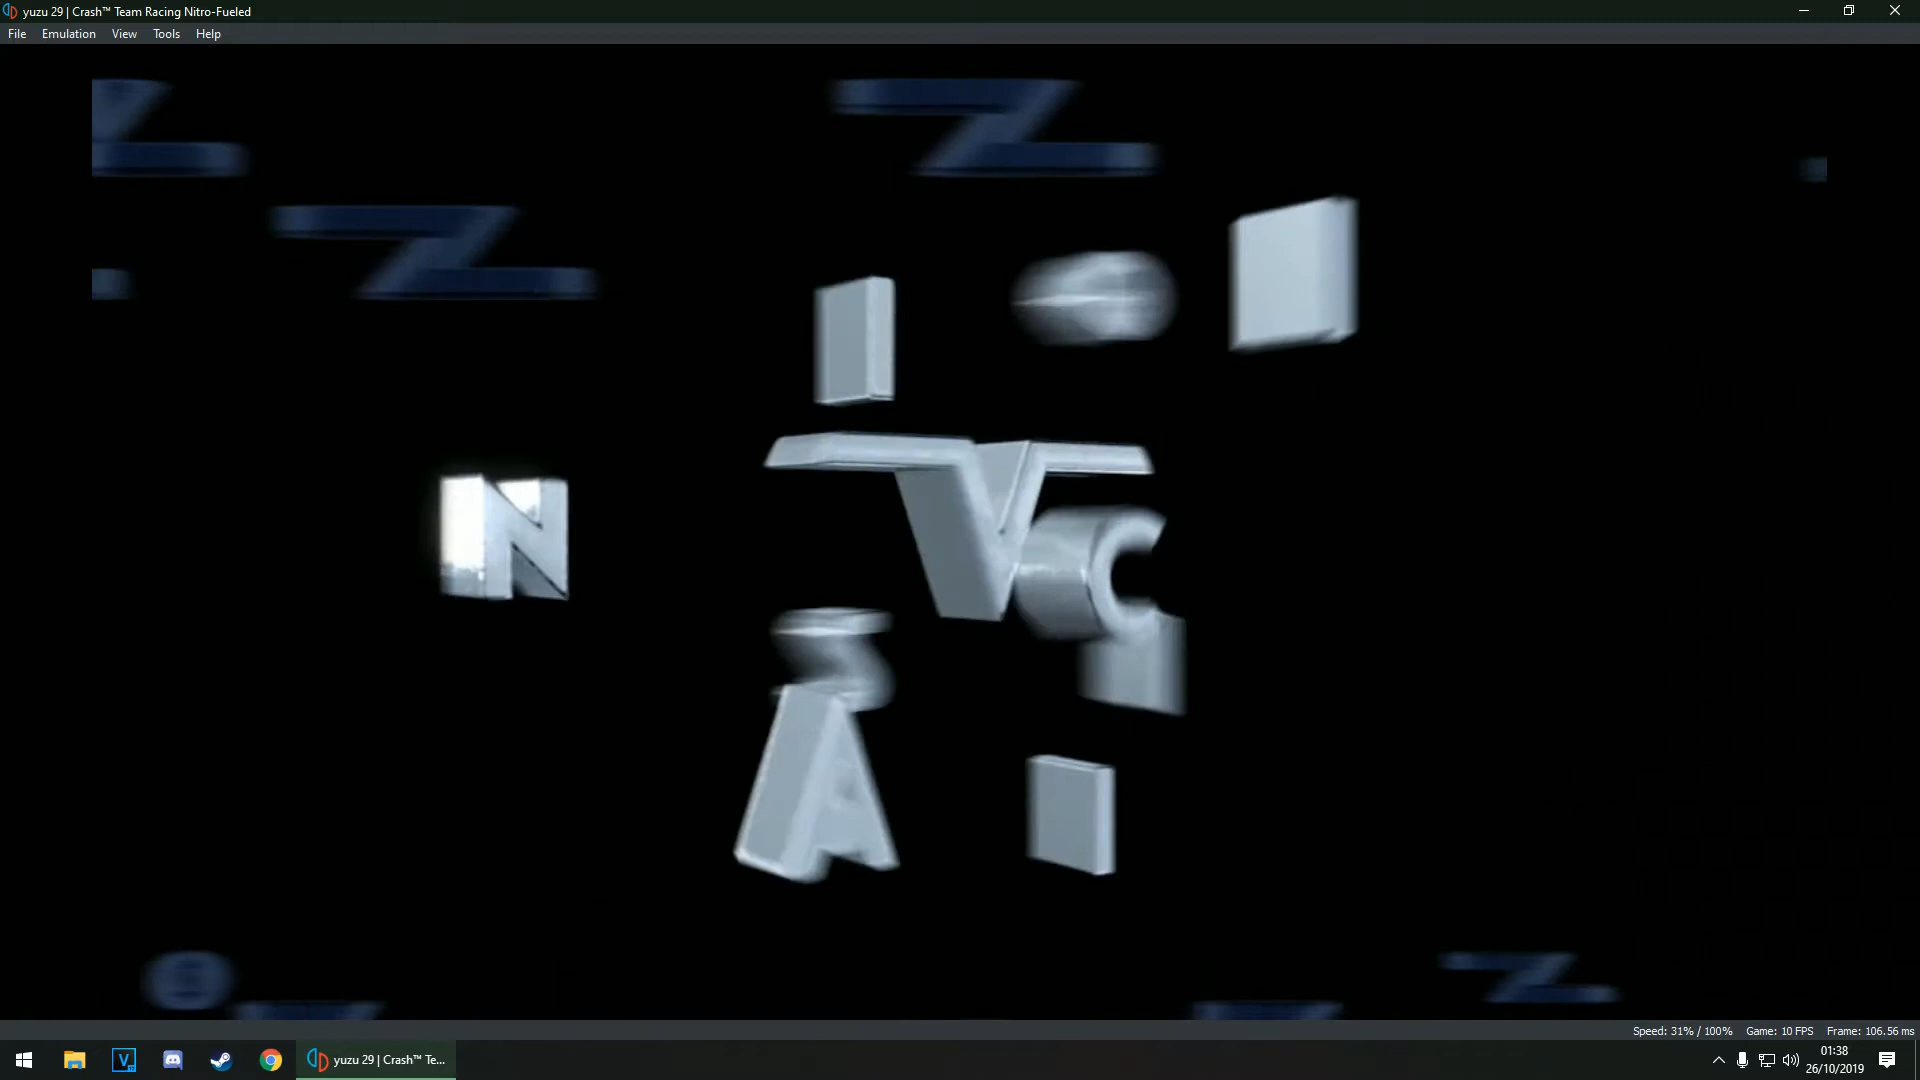 yuzu 29 | Crash™ Team Racing Nitro-Fueled
File Emulation View Tools Help
Z
Z
V
N
C
S
A
Z
Speed: 31% / 100% Game: 10 FPS Frame: 106.56 ms
V
yuzu 29 | Crash™ Te...
01:38
26/10/2019